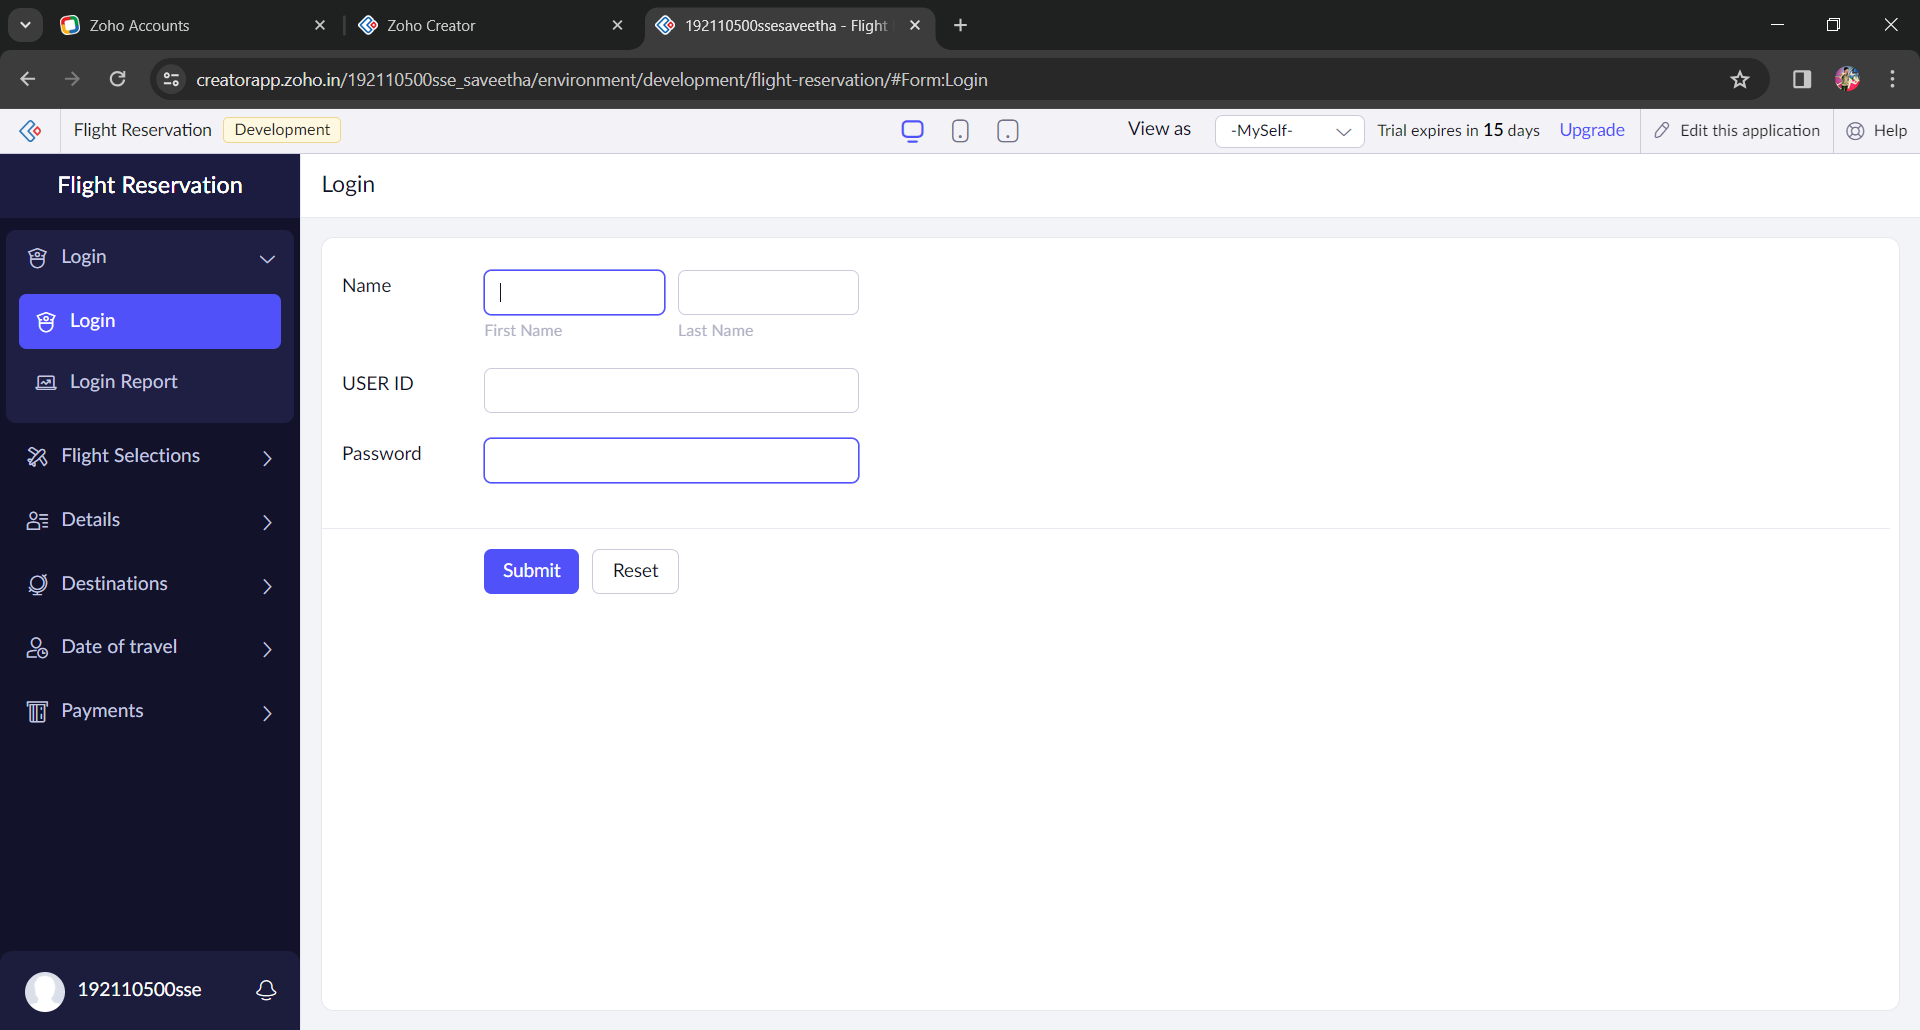 Zoho Accounts
Zoho Creator
192110500ssesaveetha - Flight
creatorapp.zoho.in/192110500sse_saveetha/environment/development/flight-reservation/#Form:Login
Flight Reservation Development View as -MySelf- Trial expires in 15 days Upgrade Edit this application Help
Flight Reservation
Login
Login
Login Report
Flight Selections
Details
Destinations
Date of travel
Payments
192110500sse
Login
Name
First Name Last Name
USER ID
Password
Submit Reset